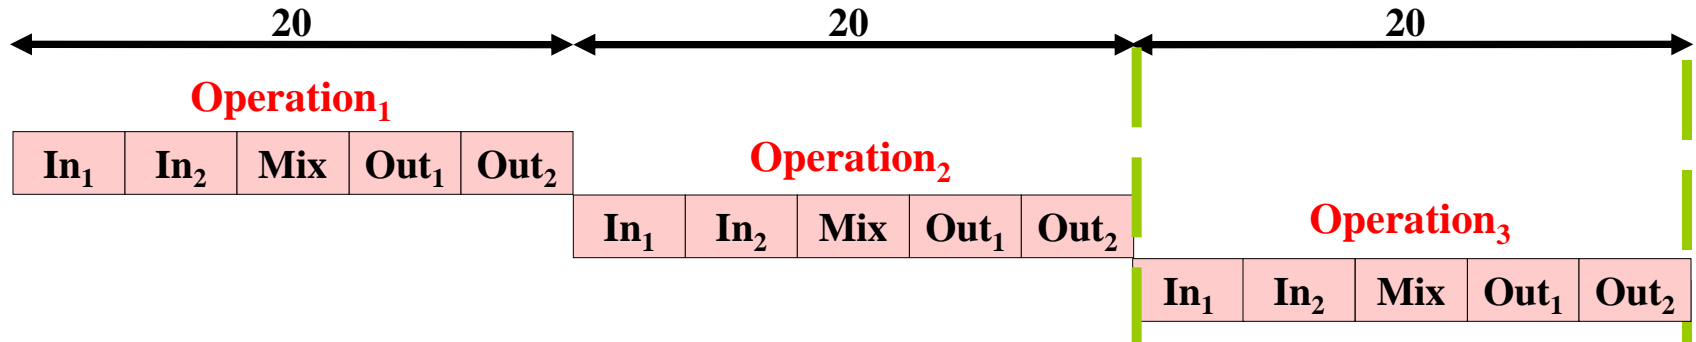 20 20 20
Operation₁
In₁ In₂ Mix Out₁ Out₂
Operation₂
In₁ In₂ Mix Out₁ Out₂
Operation₃
In₁ In₂ Mix Out₁ Out₂